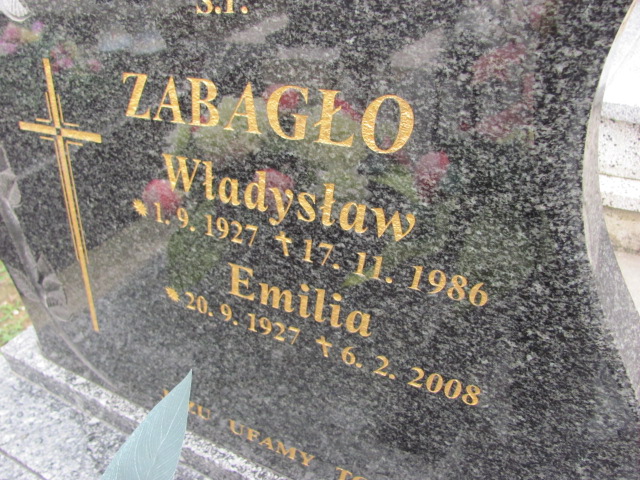 Ś.P.
ZABAGŁO
Władysław
* 1. 9. 1927 ✝ 17. 11. 1986
Emilia
* 20. 9. 1927 ✝ 6. 2. 2008
UFAMY